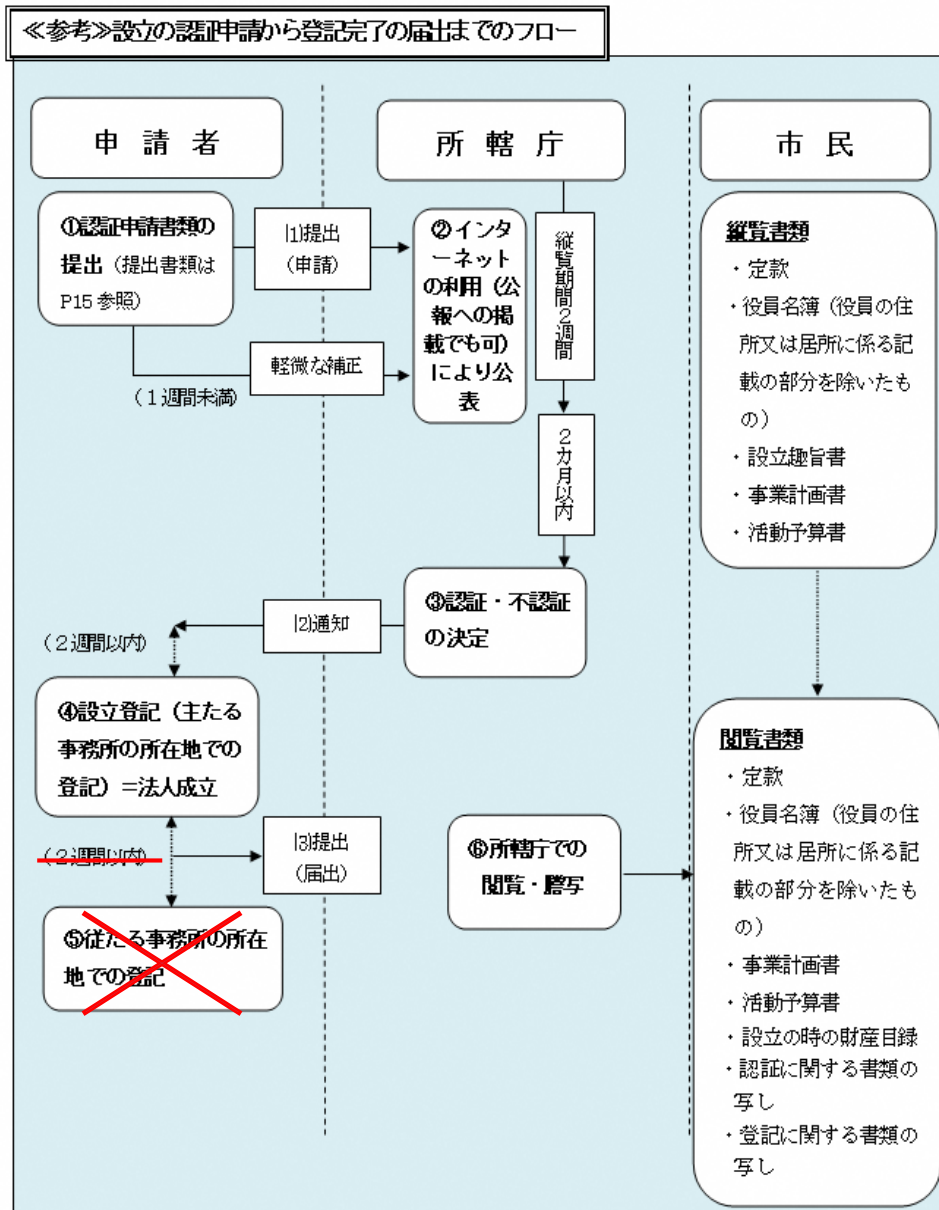 ≪参考≫設立の認証申請から登記完了の届出までのフロー
申請者
所轄庁
市民
①認証申請書類の
提出（提出書類は
P15参照）
(1)提出
（申請）
軽微な補正
（１週間未満）
②インタ
ーネット
の利用（公
報への掲
載でも可）
により公
表
縦覧期間２週間
２カ月以内
縦覧書類
・定款
・役員名簿（役員の住
所又は居所に係る記
載の部分を除いたも
の）
・設立趣旨書
・事業計画書
・活動予算書
③認証・不認証
の決定
(2)通知
（２週間以内）
④設立登記（主たる
事務所の所在地での
登記）＝法人成立
（２週間以内）
(3)提出
（届出）
⑤従たる事務所の所在
地での登記
⑥所轄庁での
閲覧・謄写
閲覧書類
・定款
・役員名簿（役員の住
所又は居所に係る記
載の部分を除いたも
の）
・事業計画書
・活動予算書
・設立の時の財産目録
・認証に関する書類の
写し
・登記に関する書類の
写し